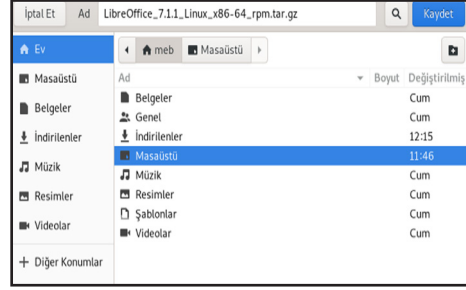 İptal Et Ad LibreOffice_7.1.1_Linux_x86-64_rpm.tar.gz Kaydet
Ev
Masaüstü
Belgeler
İndirilenler
Müzik
Resimler
Videolar
Diğer Konumlar
meb Masaüstü
Ad Boyut Değiştirilmiş
Belgeler Cum
Genel Cum
İndirilenler 12:15
Masaüstü 11:46
Müzik Cum
Resimler Cum
Şablonlar Cum
Videolar Cum